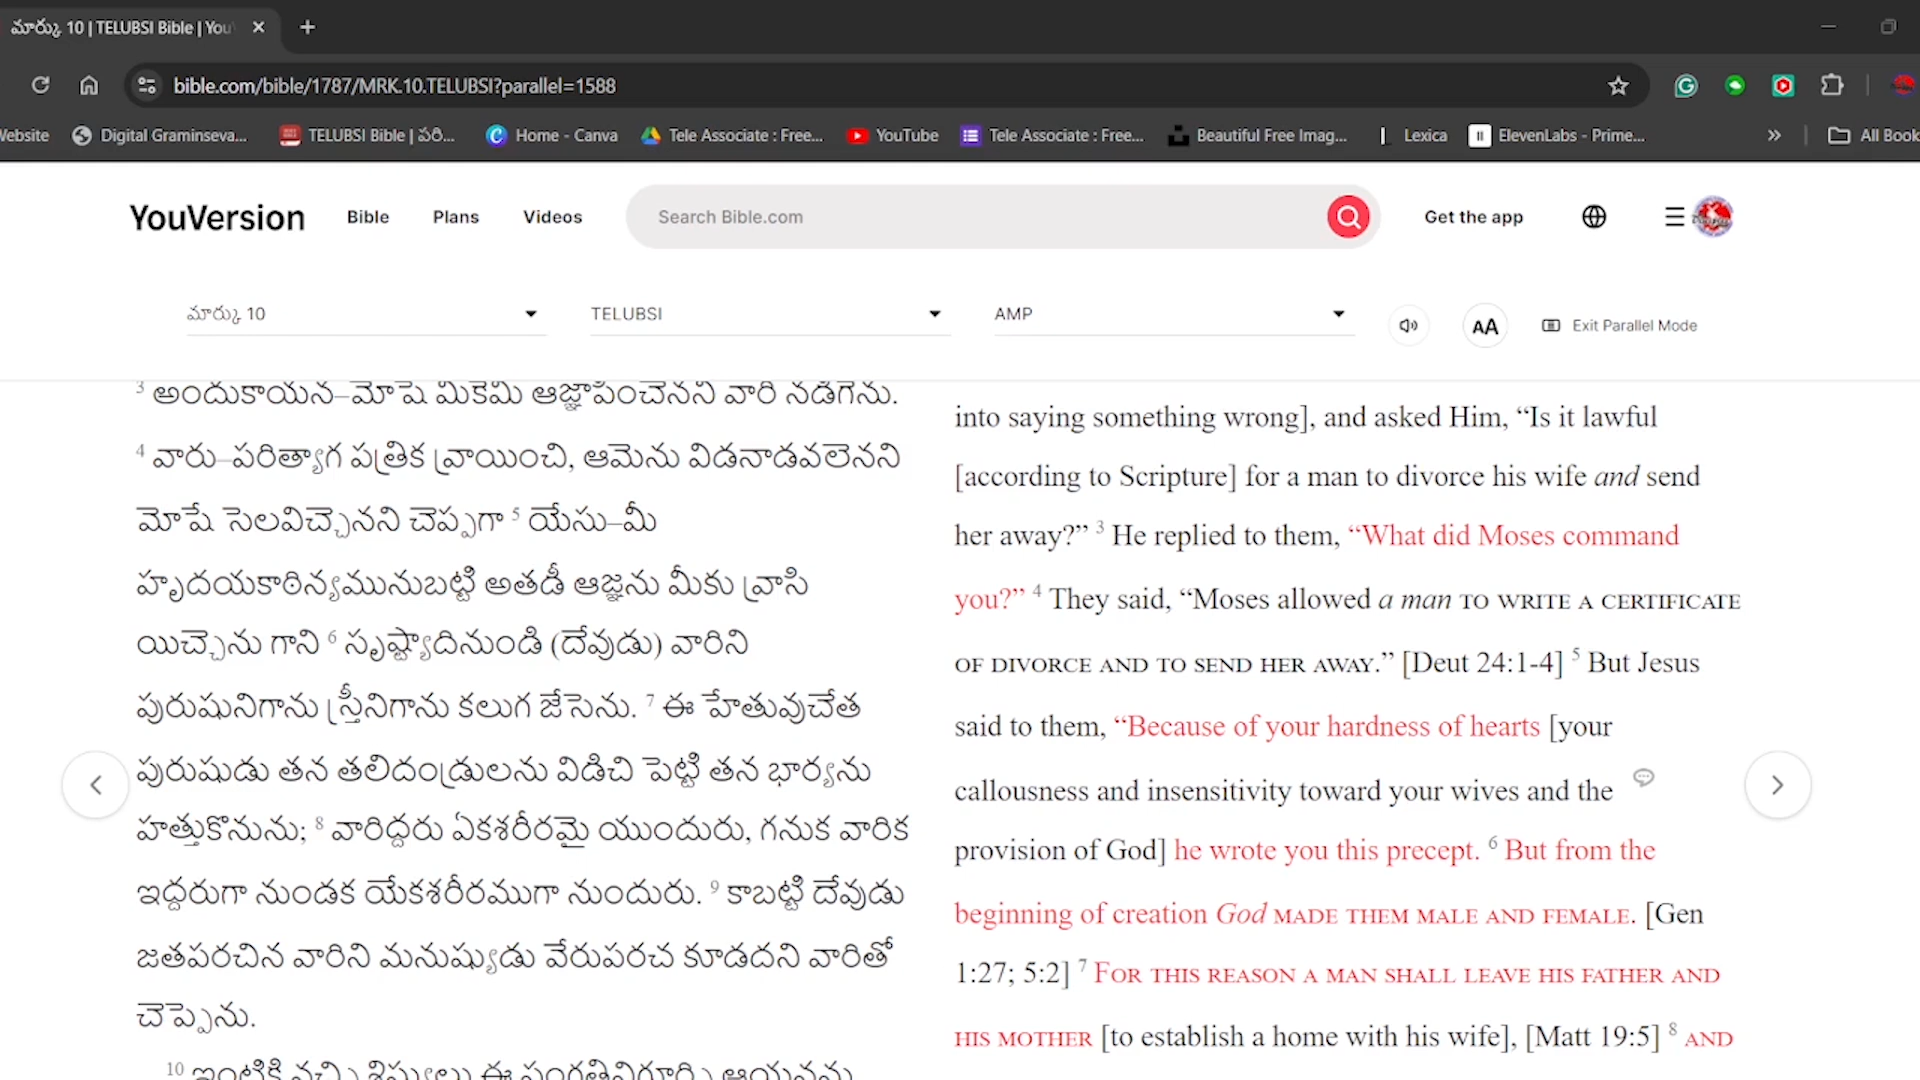 మార్కు 10 | TELUBSI Bible | You
bible.com/bible/1787/MRK.10.TELUBSI?parallel=1588
Website
Digital Graminseva...
TELUBSI Bible | పరి...
Home - Canva
Tele Associate : Free...
YouTube
Tele Associate : Free...
Beautiful Free Imag...
Lexica
ElevenLabs - Prime...
All Book
YouVersion
Bible
Plans
Videos
Search Bible.com
Get the app
మార్కు 10
TELUBSI
AMP
AA
Exit Parallel Mode
3 అందుకాయన–మోషే మీకేమి ఆజ్ఞాపించెనని వారి నడిగెను.
4 వారు–పరిత్యాగ పత్రిక వ్రాయించి, ఆమెను విడనాడవలెనని
మోషే సెలవిచ్చెనని చెప్పగా 5 యేసు–మీ
హృదయకాఠిన్యమునుబట్టి అతడీ ఆజ్ఞను మీకు వ్రాసి
యిచ్చెను గాని 6 సృష్ట్యాదినుండి (దేవుడు) వారిని
పురుషునిగాను స్త్రీనిగాను కలుగ జేసెను. 7 ఈ హేతువుచేత
పురుషుడు తన తలిదండ్రులను విడిచి పెట్టి తన భార్యను
హత్తుకొనును; 8 వారిద్దరు ఏకశరీరమై యుందురు, గనుక వారిక
ఇద్దరుగా నుండక యేకశరీరముగా నుందురు. 9 కాబట్టి దేవుడు
జతపరచిన వారిని మనుష్యుడు వేరుపరచ కూడదని వారితో
చెప్పెను.
10 ఇంటికి వచ్చి శిష్యులు ఈ సంగతినిగూర్చి ఆయనను
into saying something wrong], and asked Him, “Is it lawful
[according to Scripture] for a man to divorce his wife and send
her away?” 3 He replied to them, “What did Moses command
you?” 4 They said, “Moses allowed a man TO WRITE A CERTIFICATE
OF DIVORCE AND TO SEND HER AWAY.” [Deut 24:1-4] 5 But Jesus
said to them, “Because of your hardness of hearts [your
callousness and insensitivity toward your wives and the
provision of God] he wrote you this precept. 6 But from the
beginning of creation God MADE THEM MALE AND FEMALE. [Gen
1:27; 5:2] 7 FOR THIS REASON A MAN SHALL LEAVE HIS FATHER AND
HIS MOTHER [to establish a home with his wife], [Matt 19:5] 8 AND